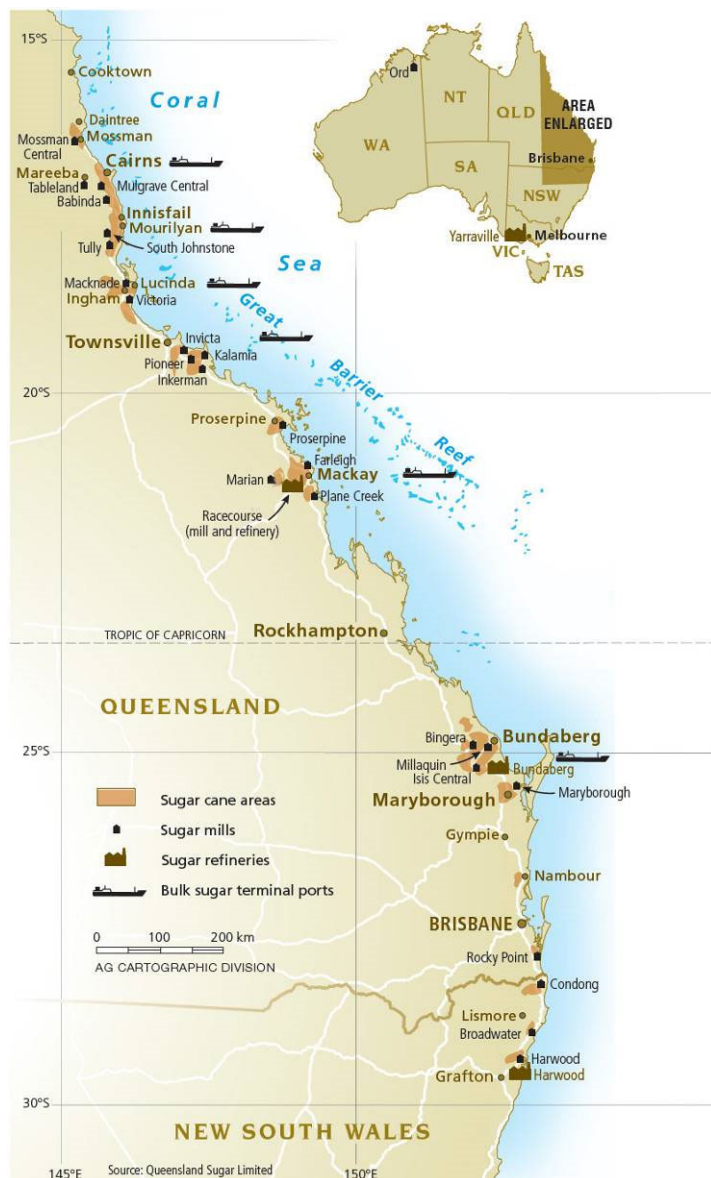 15°S
Cooktown
Coral
Daintree
Mossman
Mossman
Central
Cairns
Mareeba
Tableland
Mulgrave Central
Babinda
Innisfail
Mourilyan
South Johnstone
Tully
Sea
Macknade
Lucinda
Ingham
Victoria
Great
Townsville
Invicta
Pioneer
Kalamia
Inkerman
Barrier
20°S
Reef
Proserpine
Proserpine
Farleigh
Marian
Mackay
Plane Creek
Racecourse
(mill and refinery)
Rockhampton
TROPIC OF CAPRICORN
QUEENSLAND
Bingera
Bundaberg
25°S
Millaquin
Isis Central
Bundaberg
Maryborough
Maryborough
Gympie
Nambour
BRISBANE
Rocky Point
Condong
Lismore
Broadwater
Harwood
Grafton
Harwood
30°S
NEW SOUTH WALES
145°E
150°E
Source: Queensland Sugar Limited
Sugar cane areas
Sugar mills
Sugar refineries
Bulk sugar terminal ports
0 100 200 km
AG CARTOGRAPHIC DIVISION
Ord
NT
QLD
AREA
ENLARGED
WA
Brisbane
SA
NSW
Yarraville
Melbourne
VIC
TAS